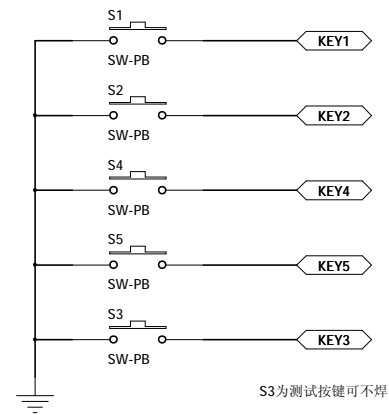 S1
KEY1
SW-PB
S2
KEY2
SW-PB
S4
KEY4
SW-PB
S5
KEY5
SW-PB
S3
KEY3
SW-PB
S3为测试按键可不焊